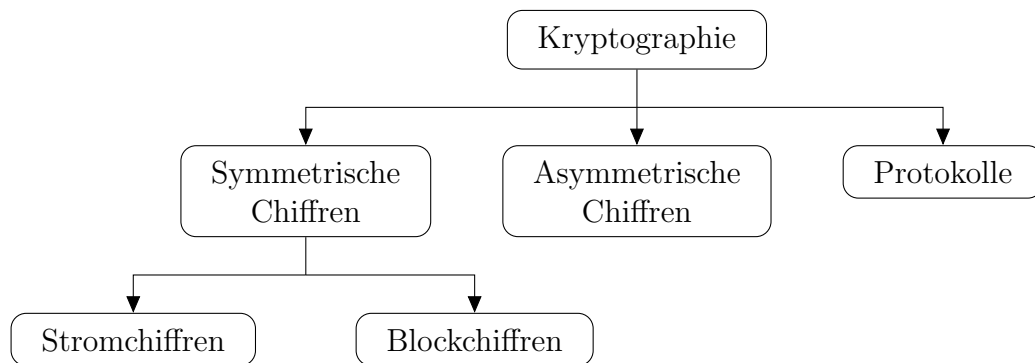 Kryptographie
Symmetrische
Chiffren
Asymmetrische
Chiffren
Protokolle
Stromchiffren
Blockchiffren